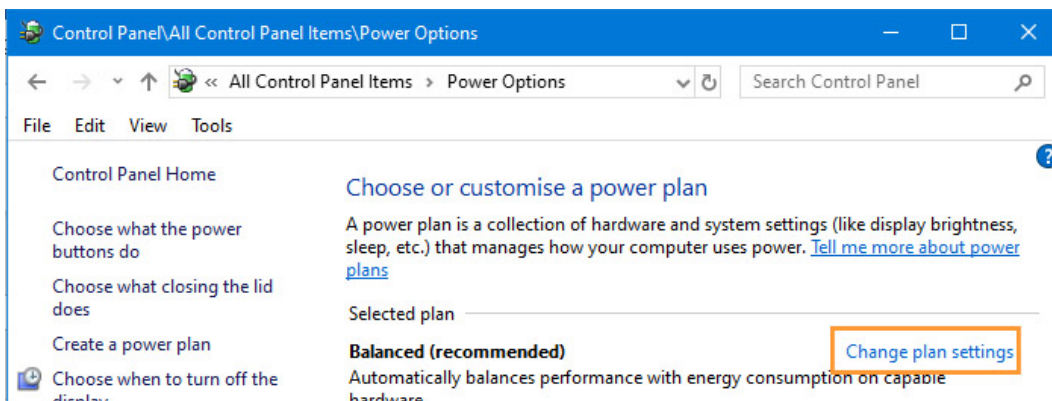 Control Panel\All Control Panel Items\Power Options
« All Control Panel Items > Power Options
Search Control Panel
File Edit View Tools
?
Control Panel Home
Choose what the power
buttons do
Choose what closing the lid
does
Create a power plan
Choose when to turn off the
display
Choose or customise a power plan
A power plan is a collection of hardware and system settings (like display brightness,
sleep, etc.) that manages how your computer uses power. Tell me more about power
plans
Selected plan
Balanced (recommended)
Change plan settings
Automatically balances performance with energy consumption on capable
hardware